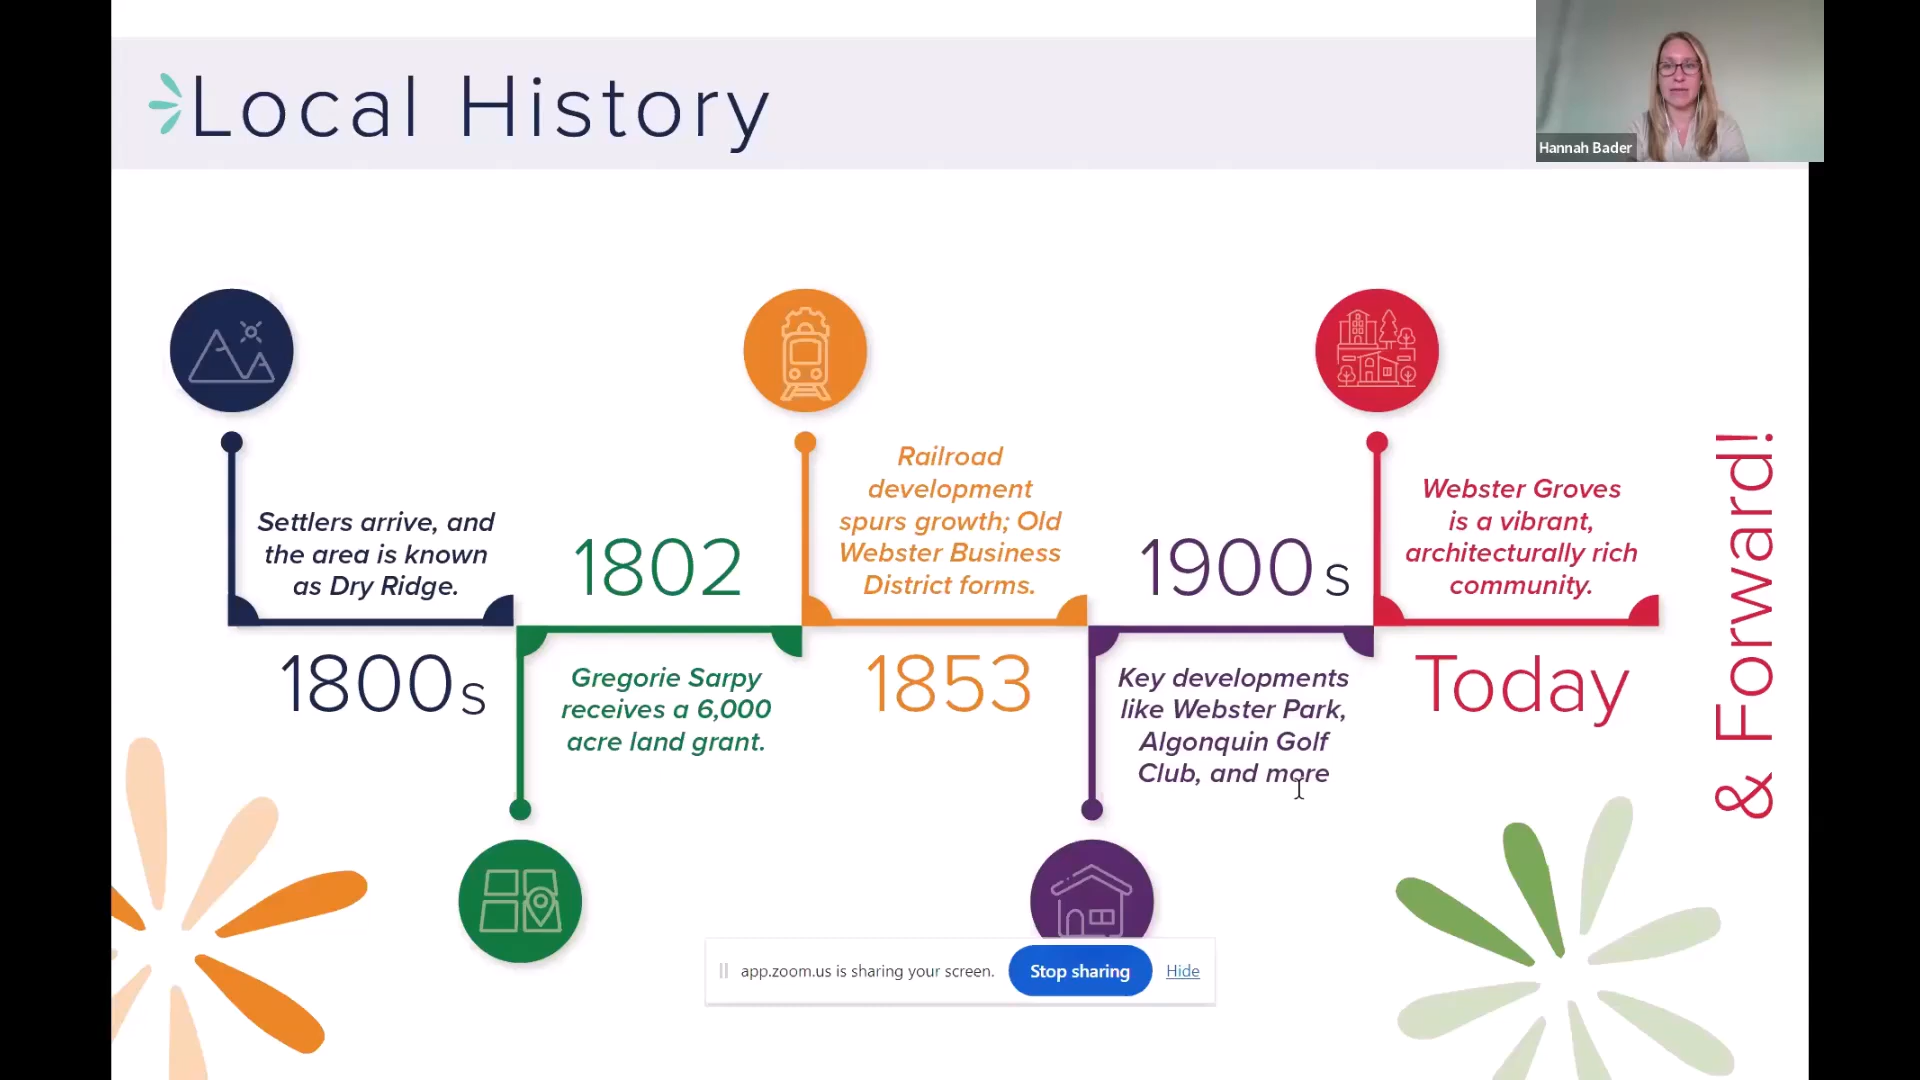 Local History
Hannah Bader
Settlers arrive, and
the area is known
as Dry Ridge.
1800s
1802
Gregorie Sarpy
receives a 6,000
acre land grant.
Railroad
development
spurs growth; Old
Webster Business
District forms.
1853
1900s
Key developments
like Webster Park,
Algonquin Golf
Club, and more
Webster Groves
is a vibrant,
architecturally rich
community.
Today
& Forward!
app.zoom.us is sharing your screen.
Stop sharing
Hide